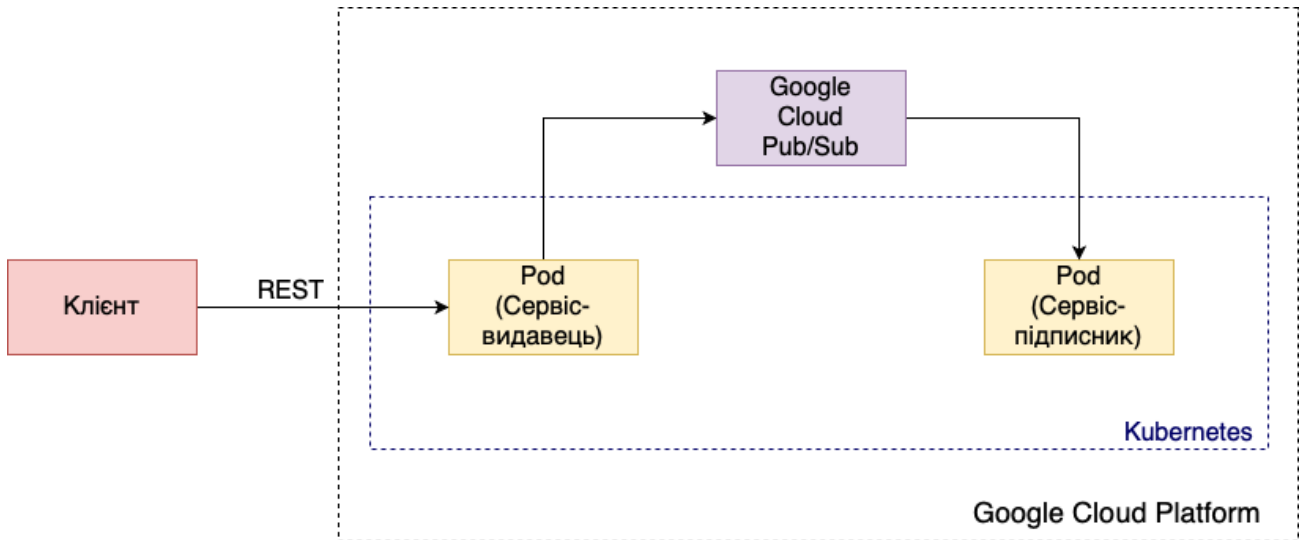 Google
Cloud
Pub/Sub
Клієнт
REST
Pod
(Сервіс-
видавець)
Pod
(Сервіс-
підписник)
Kubernetes
Google Cloud Platform